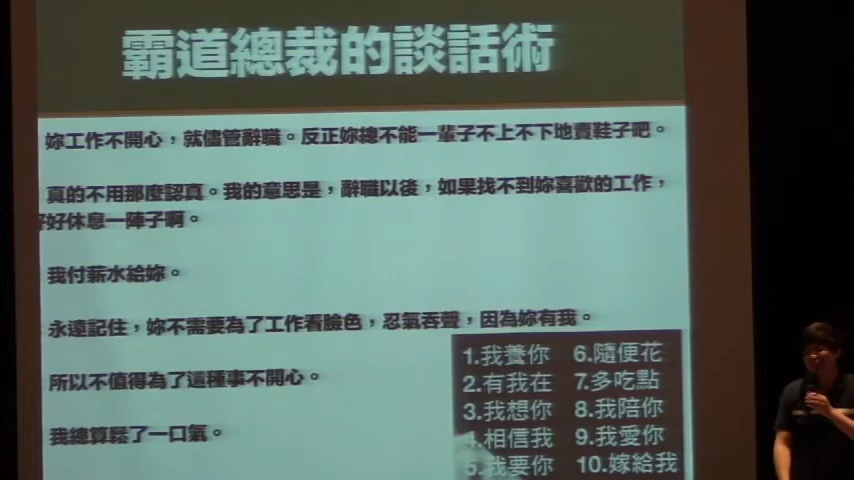 霸道總裁的談話術
妳工作不開心，就儘管辭職。反正妳總不能一輩子不上不下地賣鞋子吧。
真的不用那麼認真。我的意思是，辭職以後，如果找不到妳喜歡的工作，
好好休息一陣子啊。
我付薪水給妳。
永遠記住，妳不需要為了工作看臉色，忍氣吞聲，因為妳有我。
所以不值得為了這種事不開心。
我總算鬆了一口氣。
1.我養你 6.隨便花
2.有我在 7.多吃點
3.我想你 8.我陪你
4.相信我 9.我愛你
5.我要你 10.嫁給我